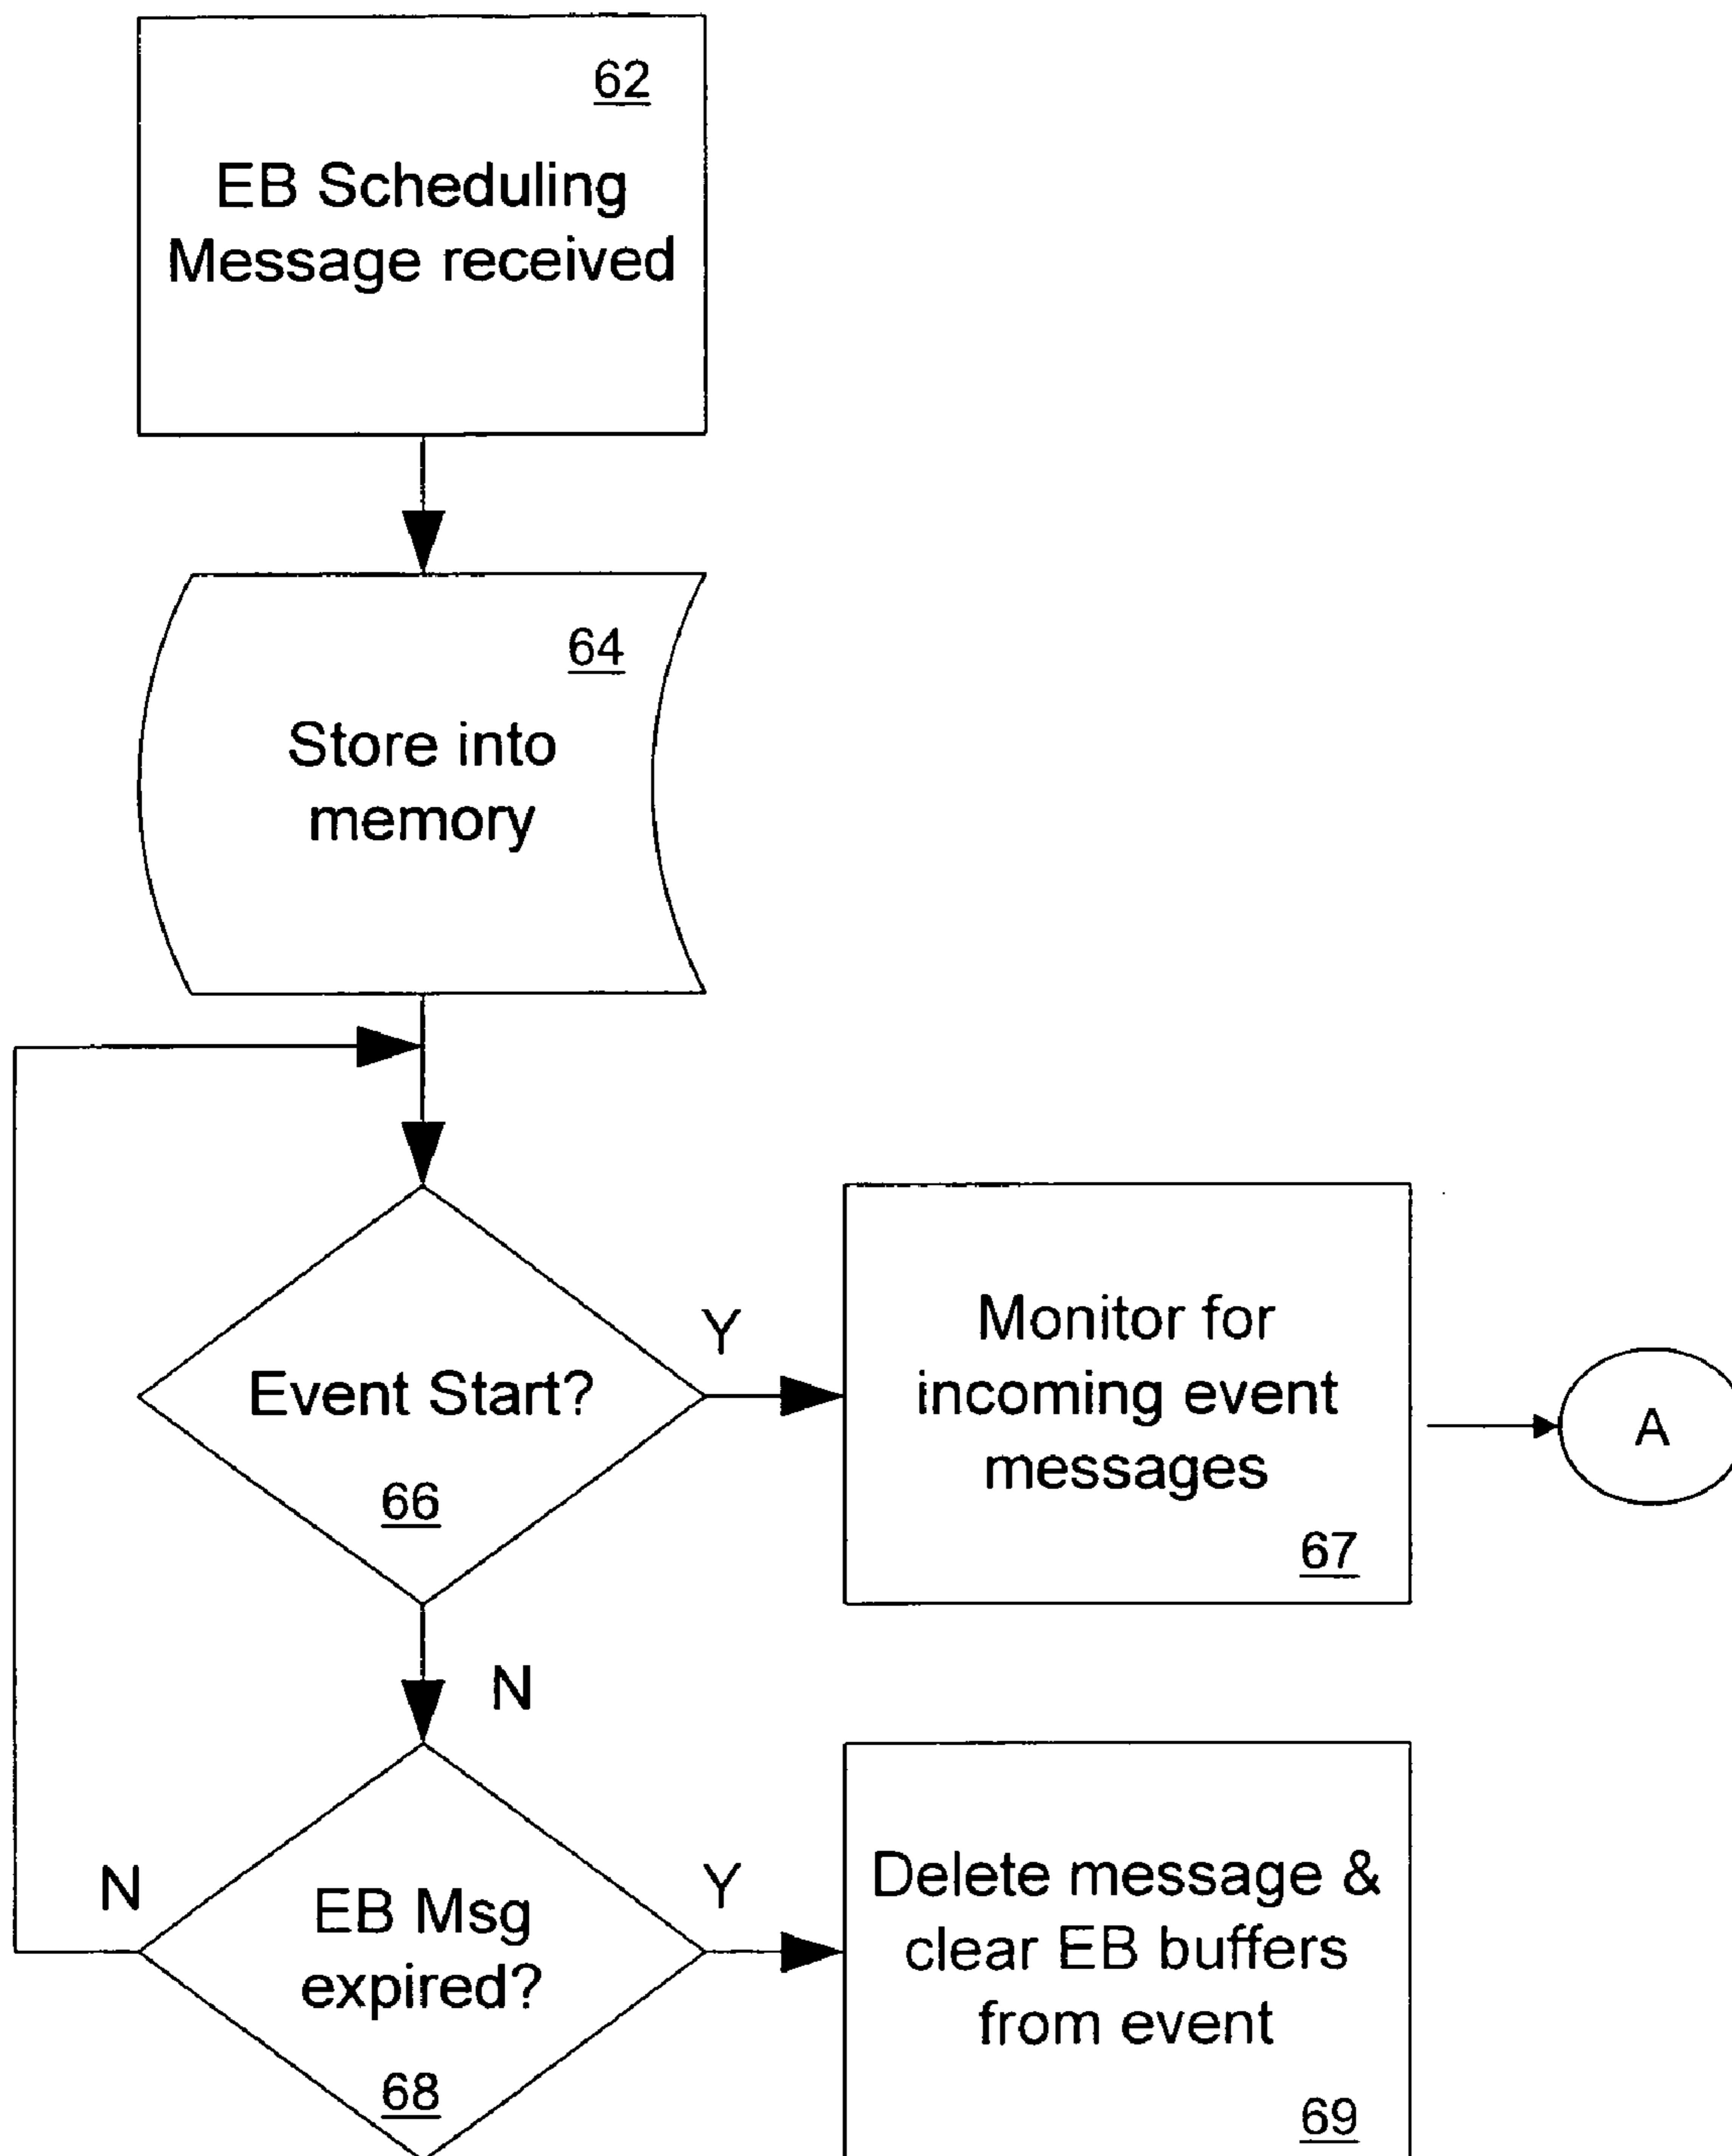 62
EB Scheduling
Message received
64
Store into
memory
Event Start?
66
Y
Monitor for
incoming event
messages
67
A
N
EB Msg
expired?
68
N
Y
Delete message &
clear EB buffers
from event
69